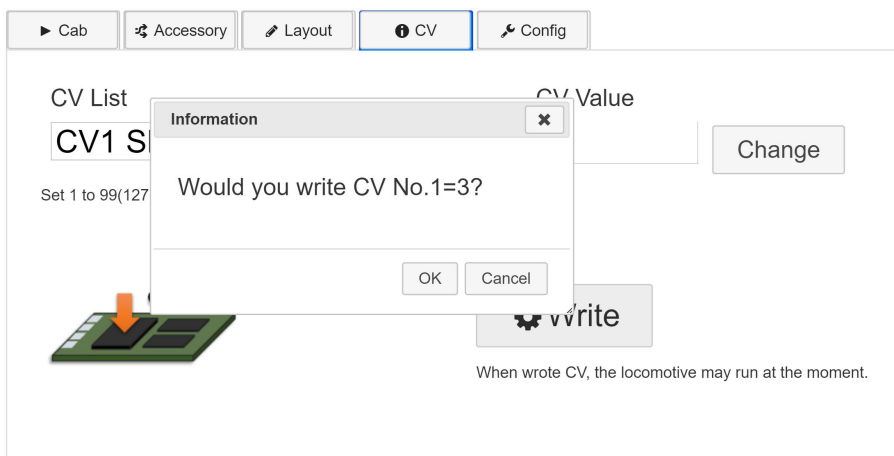 Cab
Accessory
Layout
CV
Config
CV List
CV Value
CV1
Change
Set 1 to 99(127
Information
Would you write CV No.1=3?
OK
Cancel
Write
When wrote CV, the locomotive may run at the moment.